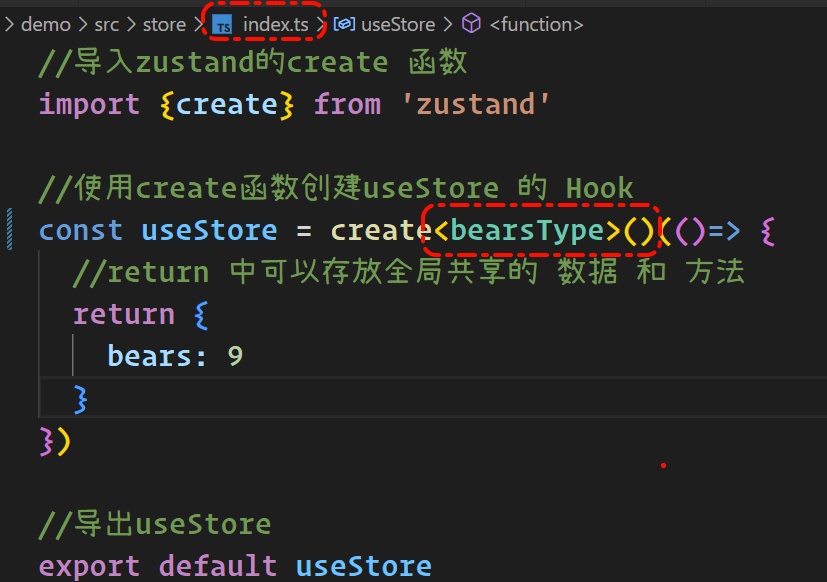 > demo > src > store > TS index.ts > useStore > <function>
//导入zustand的create 函数
import {create} from 'zustand'
//使用create函数创建useStore 的 Hook
const useStore = create<bearsType>()(()=> {
//return 中可以存放全局共享的 数据 和 方法
return {
bears: 9
}
})
//导出useStore
export default useStore